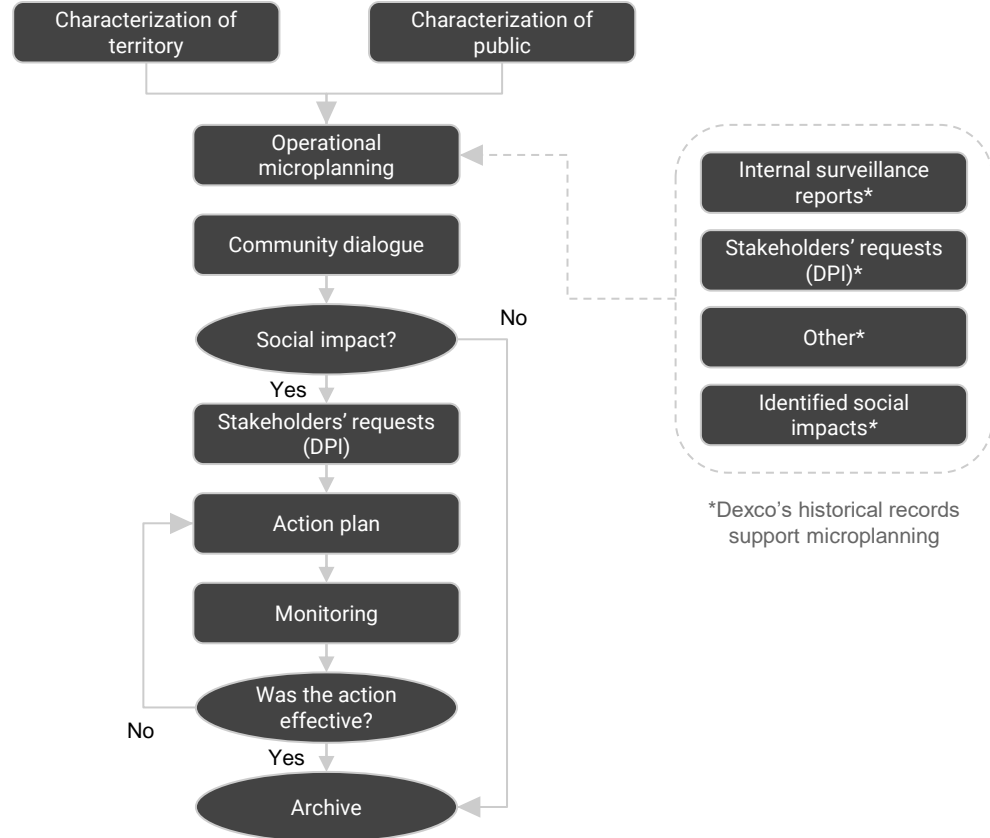 Characterization of
territory
Characterization of
public
Operational
microplanning
Internal surveillance
reports*
Community dialogue
Stakeholders’ requests
(DPI)*
Social impact?
No
Other*
Yes
Stakeholders’ requests
(DPI)
Identified social
impacts*
Action plan
*Dexco’s historical records
support microplanning
Monitoring
Was the action
effective?
No
Yes
Archive